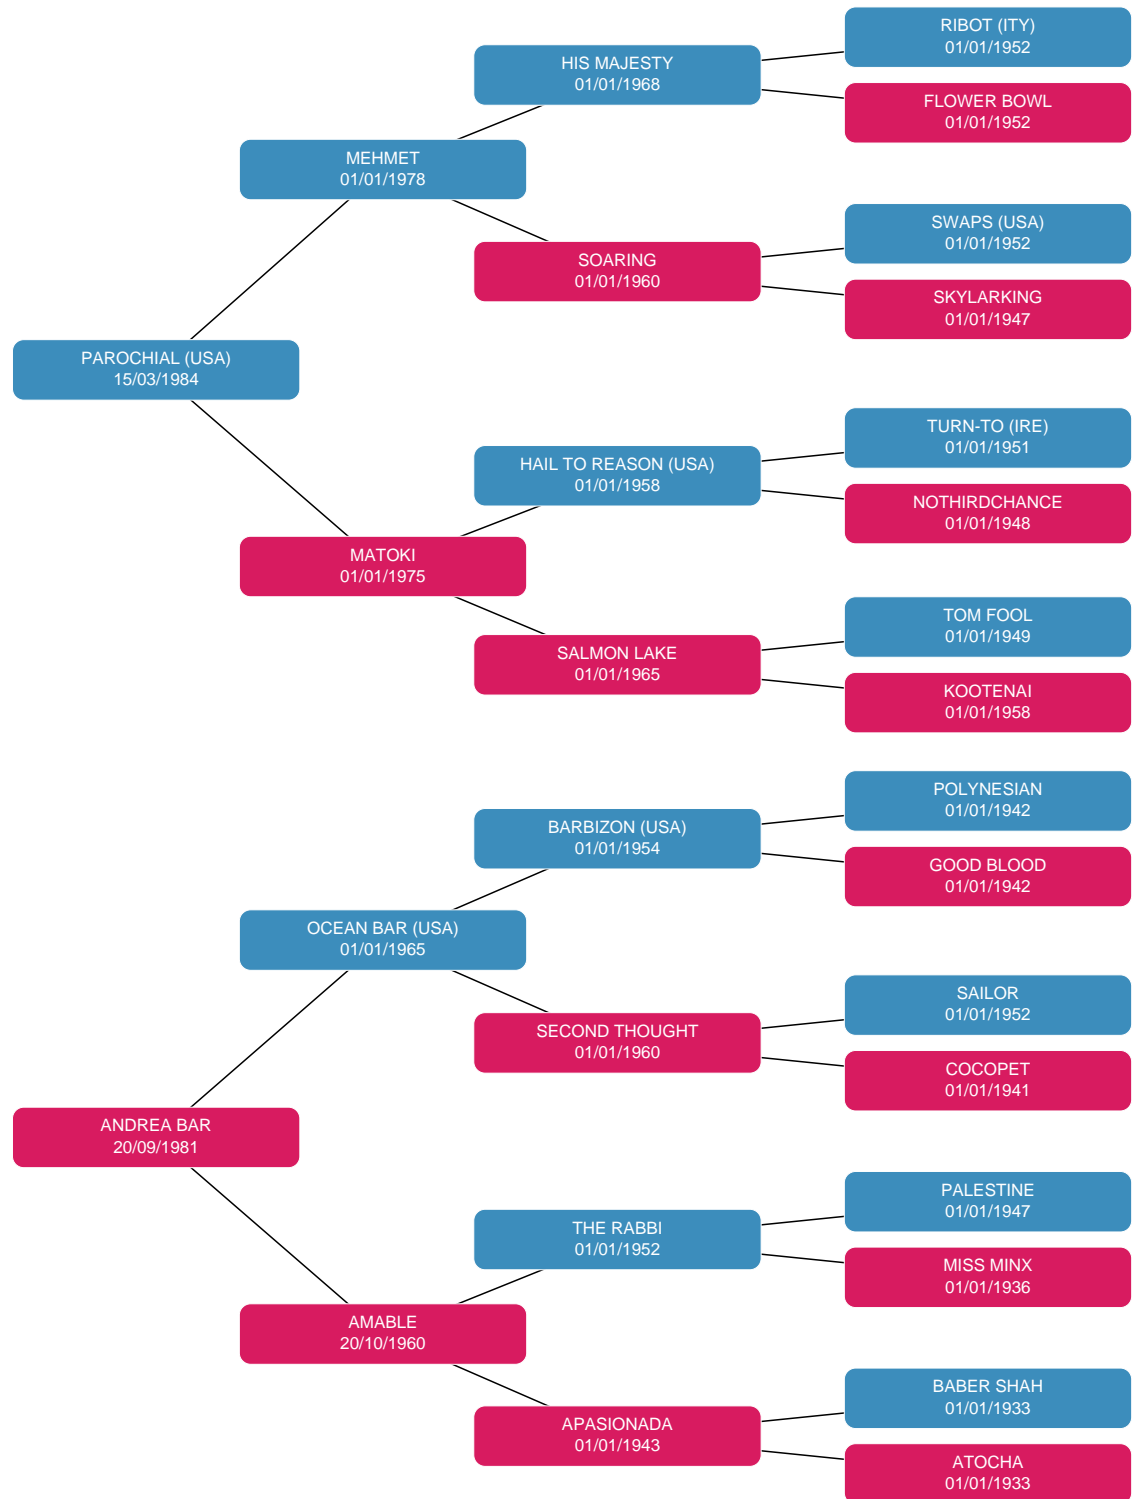 RIBOT (ITY)
01/01/1952
HIS MAJESTY
01/01/1968
FLOWER BOWL
01/01/1952
MEHMET
01/01/1978
SWAPS (USA)
01/01/1952
SOARING
01/01/1960
SKYLARKING
01/01/1947
PAROCHIAL (USA)
15/03/1984
TURN-TO (IRE)
01/01/1951
HAIL TO REASON (USA)
01/01/1958
NOTHIRDCHANCE
01/01/1948
MATOKI
01/01/1975
TOM FOOL
01/01/1949
SALMON LAKE
01/01/1965
KOOTENAI
01/01/1958
POLYNESIAN
01/01/1942
BARBIZON (USA)
01/01/1954
GOOD BLOOD
01/01/1942
OCEAN BAR (USA)
01/01/1965
SAILOR
01/01/1952
SECOND THOUGHT
01/01/1960
COCOPET
01/01/1941
ANDREA BAR
20/09/1981
PALESTINE
01/01/1947
THE RABBI
01/01/1952
MISS MINX
01/01/1936
AMABLE
20/10/1960
BABER SHAH
01/01/1933
APASIONADA
01/01/1943
ATOCHA
01/01/1933